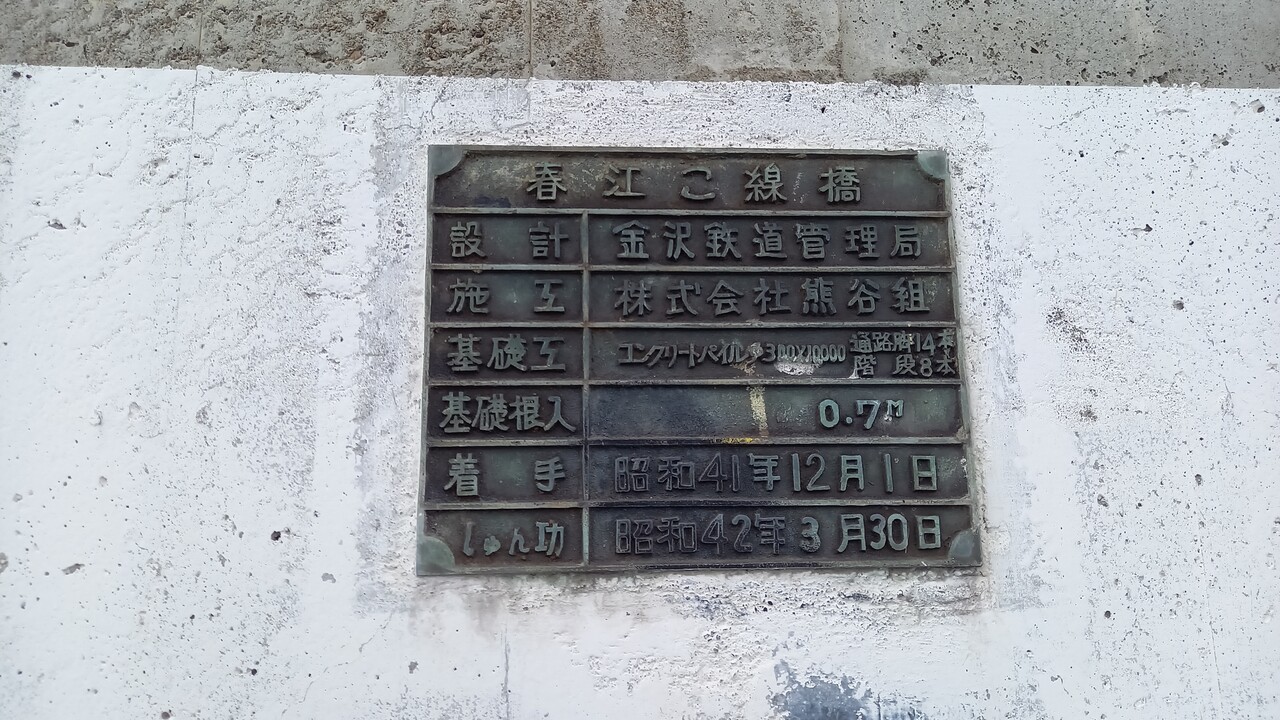 春江こ線橋
設計 金沢鉄道管理局
施工 株式会社熊谷組
基礎工 コンクリートパイル 300×10000 通路脚14本 階段8本
基礎根入 0.7M
着手 昭和41年12月1日
しゅん功 昭和42年3月30日